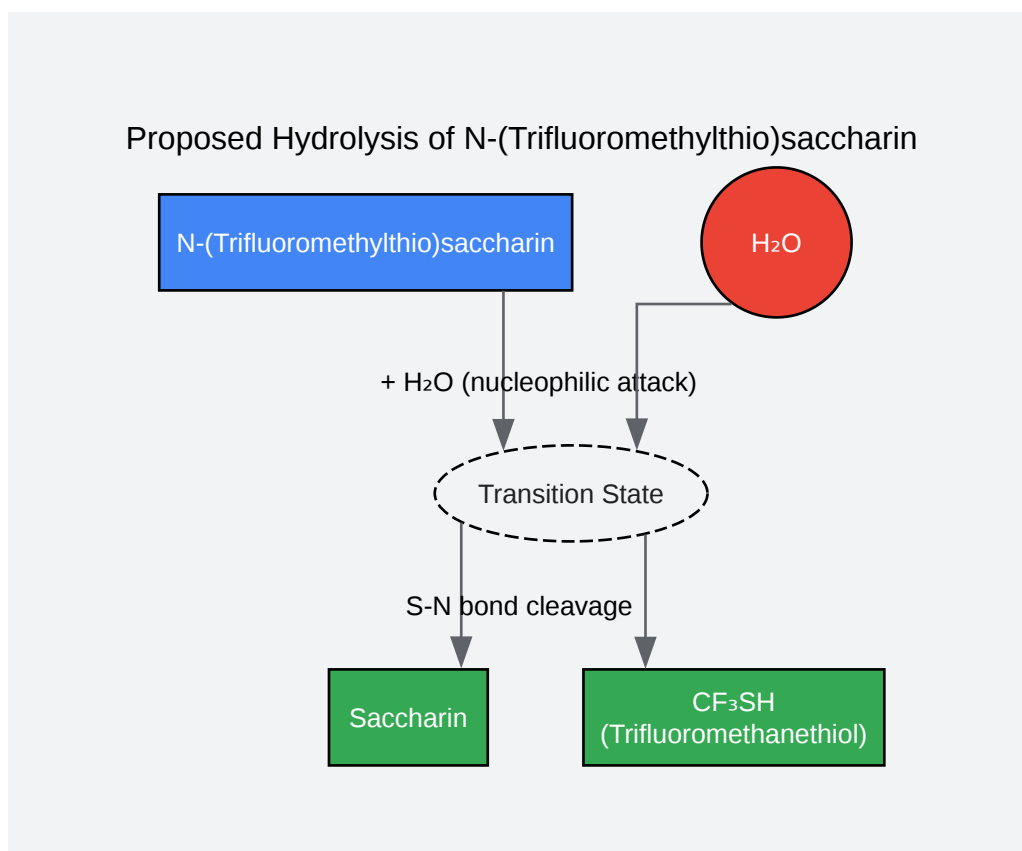 Proposed Hydrolysis of N-(Trifluoromethylthio)saccharin
N-(Trifluoromethylthio)saccharin
H₂O
+ H₂O (nucleophilic attack)
Transition State
S-N bond cleavage
Saccharin
CF₃SH
(Trifluoromethanethiol)